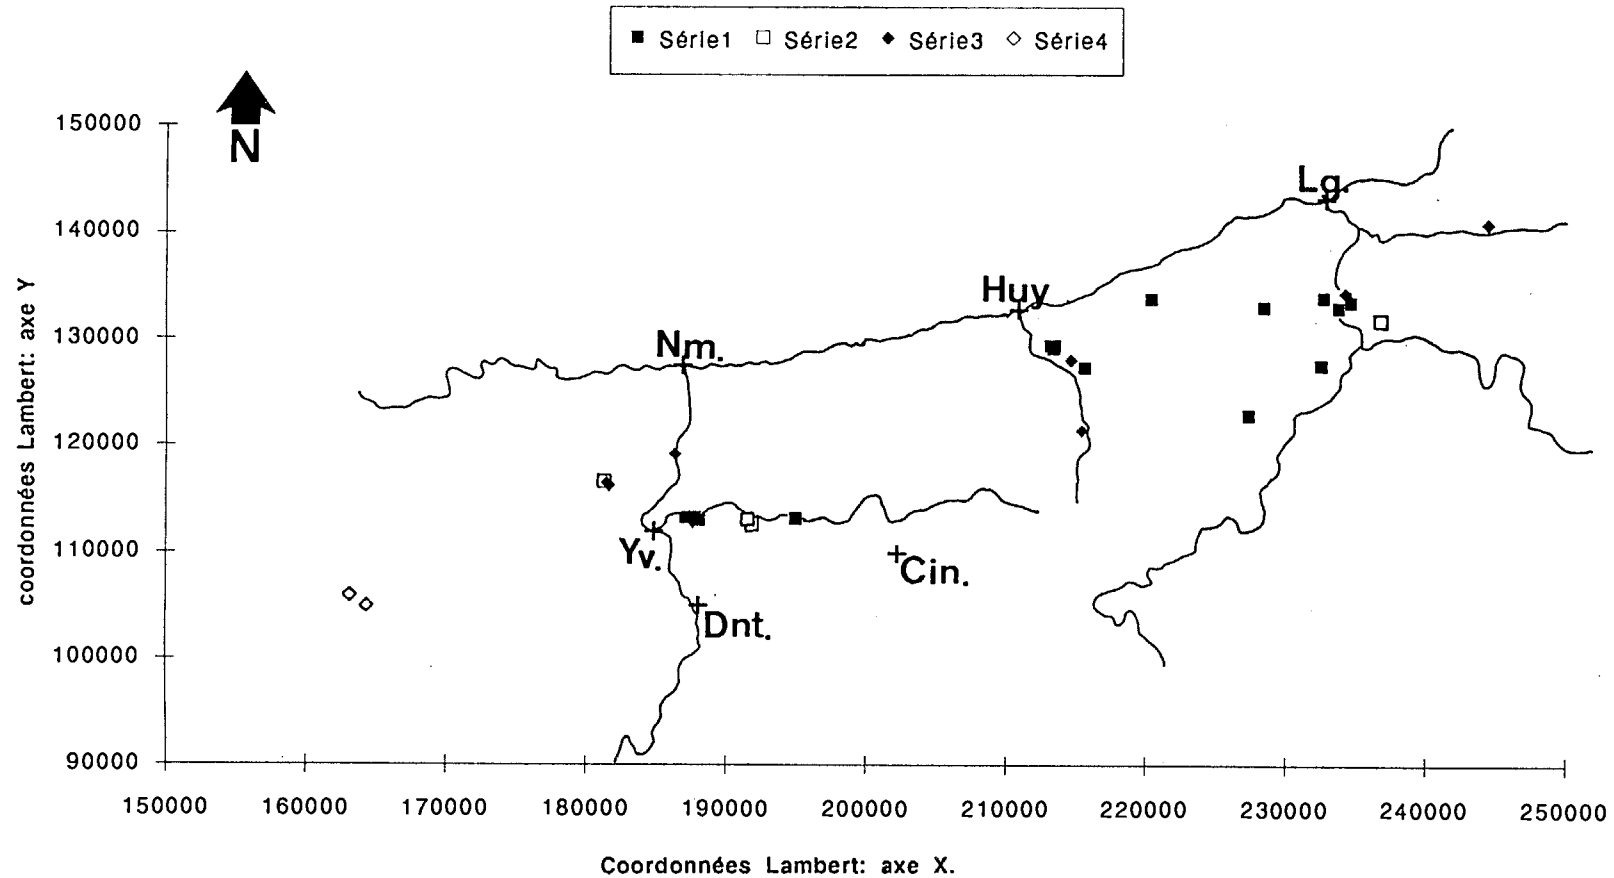 Série1 Série2 Série3 Série4
N
150000
140000
130000
120000
110000
100000
90000
coordonnées Lambert: axe Y
Lg.
Huy
Nm.
Yv.
Cin.
Dnt.
150000 160000 170000 180000 190000 200000 210000 220000 230000 240000 250000
Coordonnées Lambert: axe X.